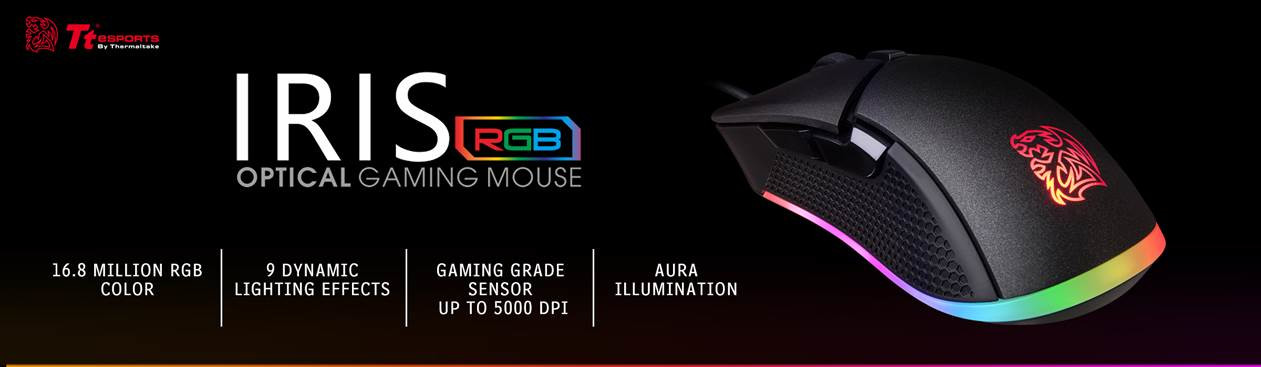 Tt eSPORTS
By Thermaltake
IRIS RGB
OPTICAL GAMING MOUSE
16.8 MILLION RGB
COLOR
9 DYNAMIC
LIGHTING EFFECTS
GAMING GRADE
SENSOR
UP TO 5000 DPI
AURA
ILLUMINATION